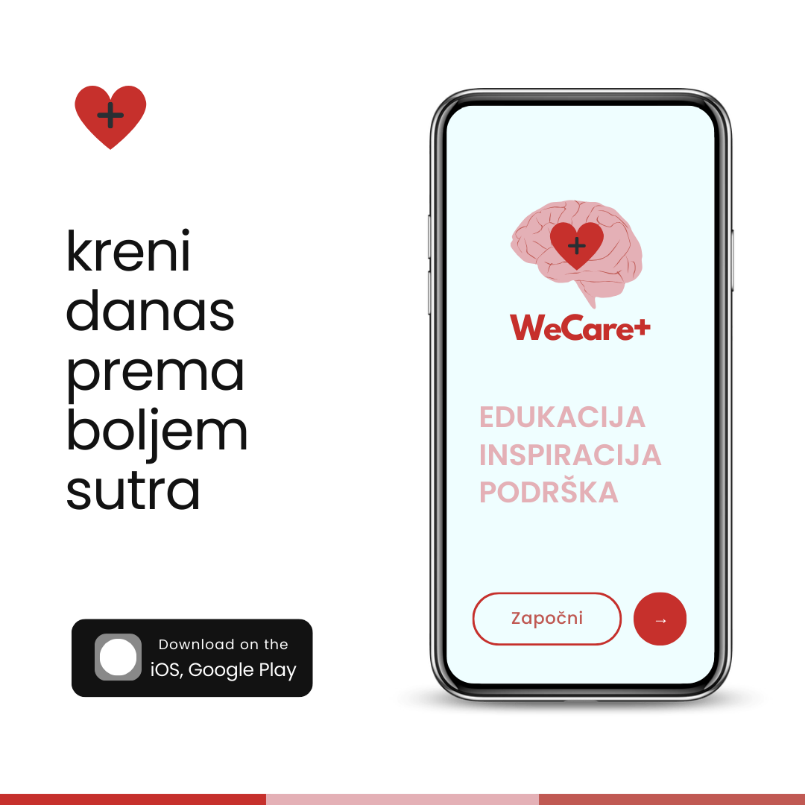 kreni
danas
prema
boljem
sutra
Download on the
iOS, Google Play
WeCare+
EDUKACIJA
INSPIRACIJA
PODRŠKA
Započni
→